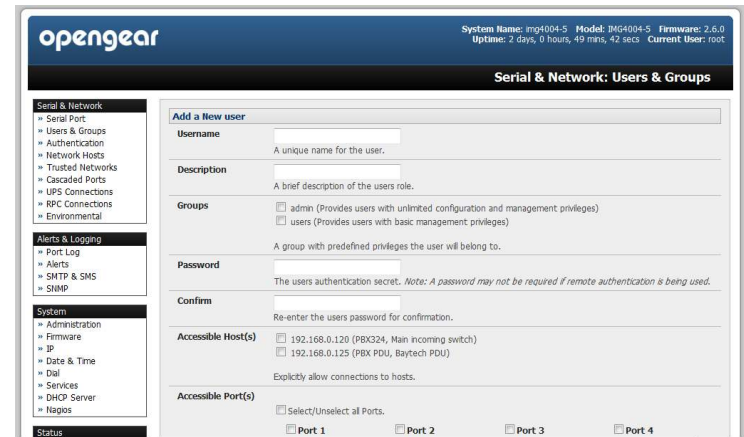 opengear
System Name: img4004-5 Model: IMG4004-5 Firmware: 2.6.0
Uptime: 2 days, 0 hours, 49 mins, 42 secs Current User: root
Serial & Network: Users & Groups
Serial & Network
» Serial Port
» Users & Groups
» Authentication
» Network Hosts
» Trusted Networks
» Cascaded Ports
» UPS Connections
» RPC Connections
» Environmental
Alerts & Logging
» Port Log
» Alerts
» SMTP & SMS
» SNMP
System
» Administration
» Firmware
» IP
» Date & Time
» Dial
» Services
» DHCP Server
» Nagios
Status
Add a New user
Username
A unique name for the user.
Description
A brief description of the users role.
Groups
admin (Provides users with unlimited configuration and management privileges)
users (Provides users with basic management privileges)
A group with predefined privileges the user will belong to.
Password
The users authentication secret. Note: A password may not be required if remote authentication is being used.
Confirm
Re-enter the users password for confirmation.
Accessible Host(s)
192.168.0.120 (PBX324, Main incoming switch)
192.168.0.125 (PBX PDU, Baytech PDU)
Explicitly allow connections to hosts.
Accessible Port(s)
Select/Unselect all Ports.
Port 1 Port 2 Port 3 Port 4